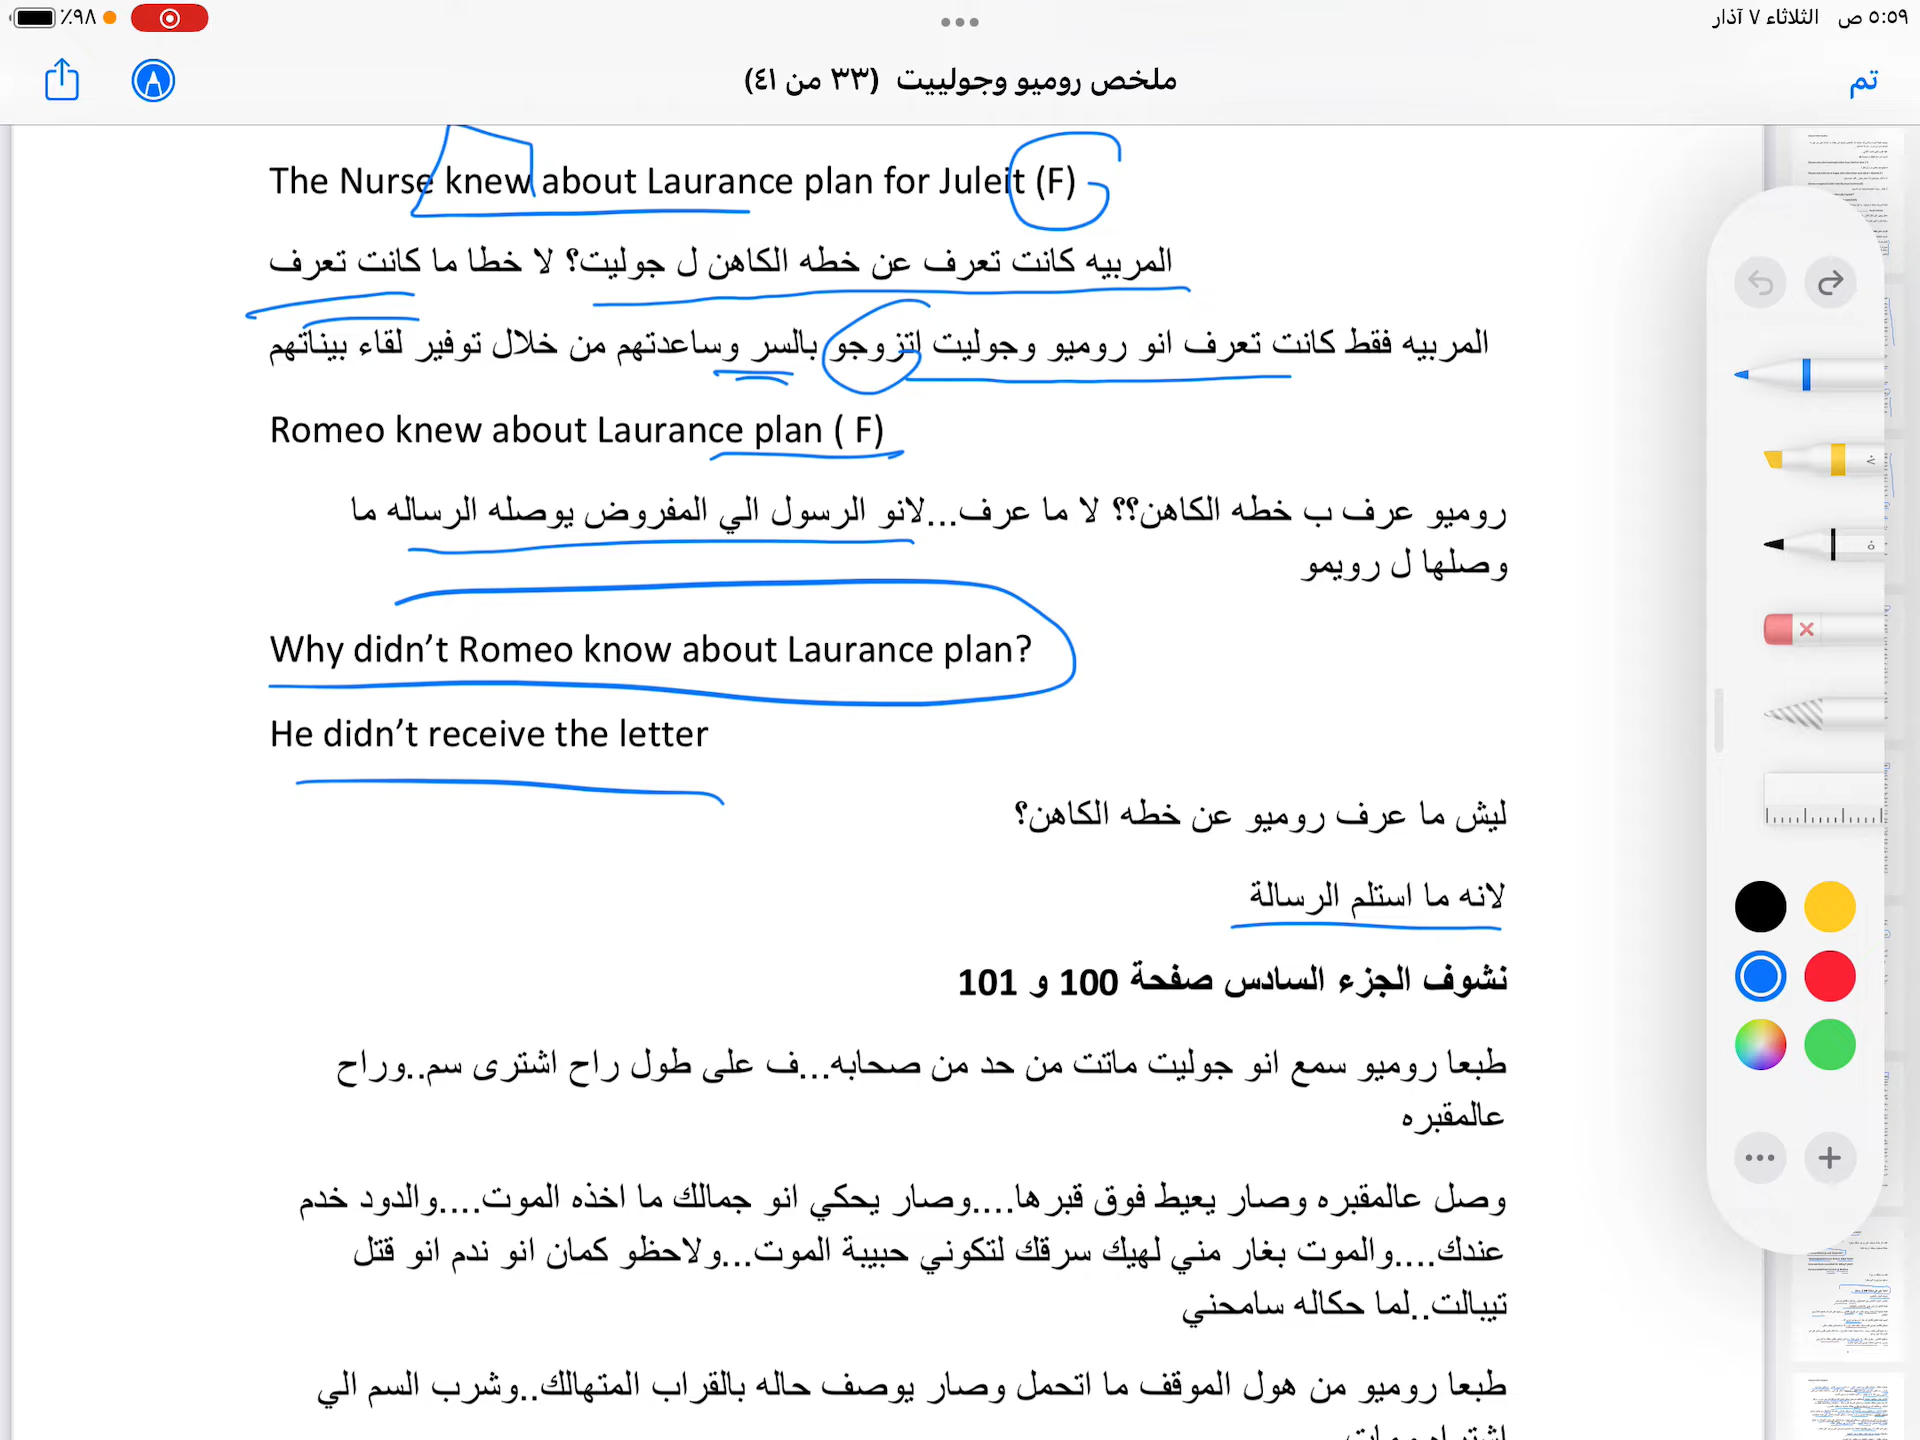 ٪٩٨
٥:٥٩ ص الثلاثاء ٧ آذار
ملخص روميو وجولييت (٣٣ من ٤١)
تم
The Nurse knew about Laurance plan for Juleit (F)
المربيه كانت تعرف عن خطه الكاهن ل جوليت؟ لا خطا ما كانت تعرف
المربيه فقط كانت تعرف انو روميو وجوليت اتزوجو بالسر وساعدتهم من خلال توفير لقاء بيناتهم
Romeo knew about Laurance plan ( F)
روميو عرف ب خطه الكاهن؟؟ لا ما عرف...لانو الرسول الي المفروض يوصله الرساله ما
وصلها ل رويمو
Why didn’t Romeo know about Laurance plan?
He didn’t receive the letter
ليش ما عرف روميو عن خطه الكاهن؟
لانه ما استلم الرسالة
نشوف الجزء السادس صفحة 100 و 101
طبعا روميو سمع انو جوليت ماتت من حد من صحابه...ف على طول راح اشترى سم..وراح
عالمقبره
وصل عالمقبره وصار يعيط فوق قبرها....وصار يحكي انو جمالك ما اخذه الموت....والدود خدم
عندك....والموت بغار مني لهيك سرقك لتكوني حبيبة الموت...ولاحظو كمان انو ندم انو قتل
تيبالت..لما حكاله سامحني
طبعا روميو من هول الموقف ما اتحمل وصار يوصف حاله بالقراب المتهالك..وشرب السم الي